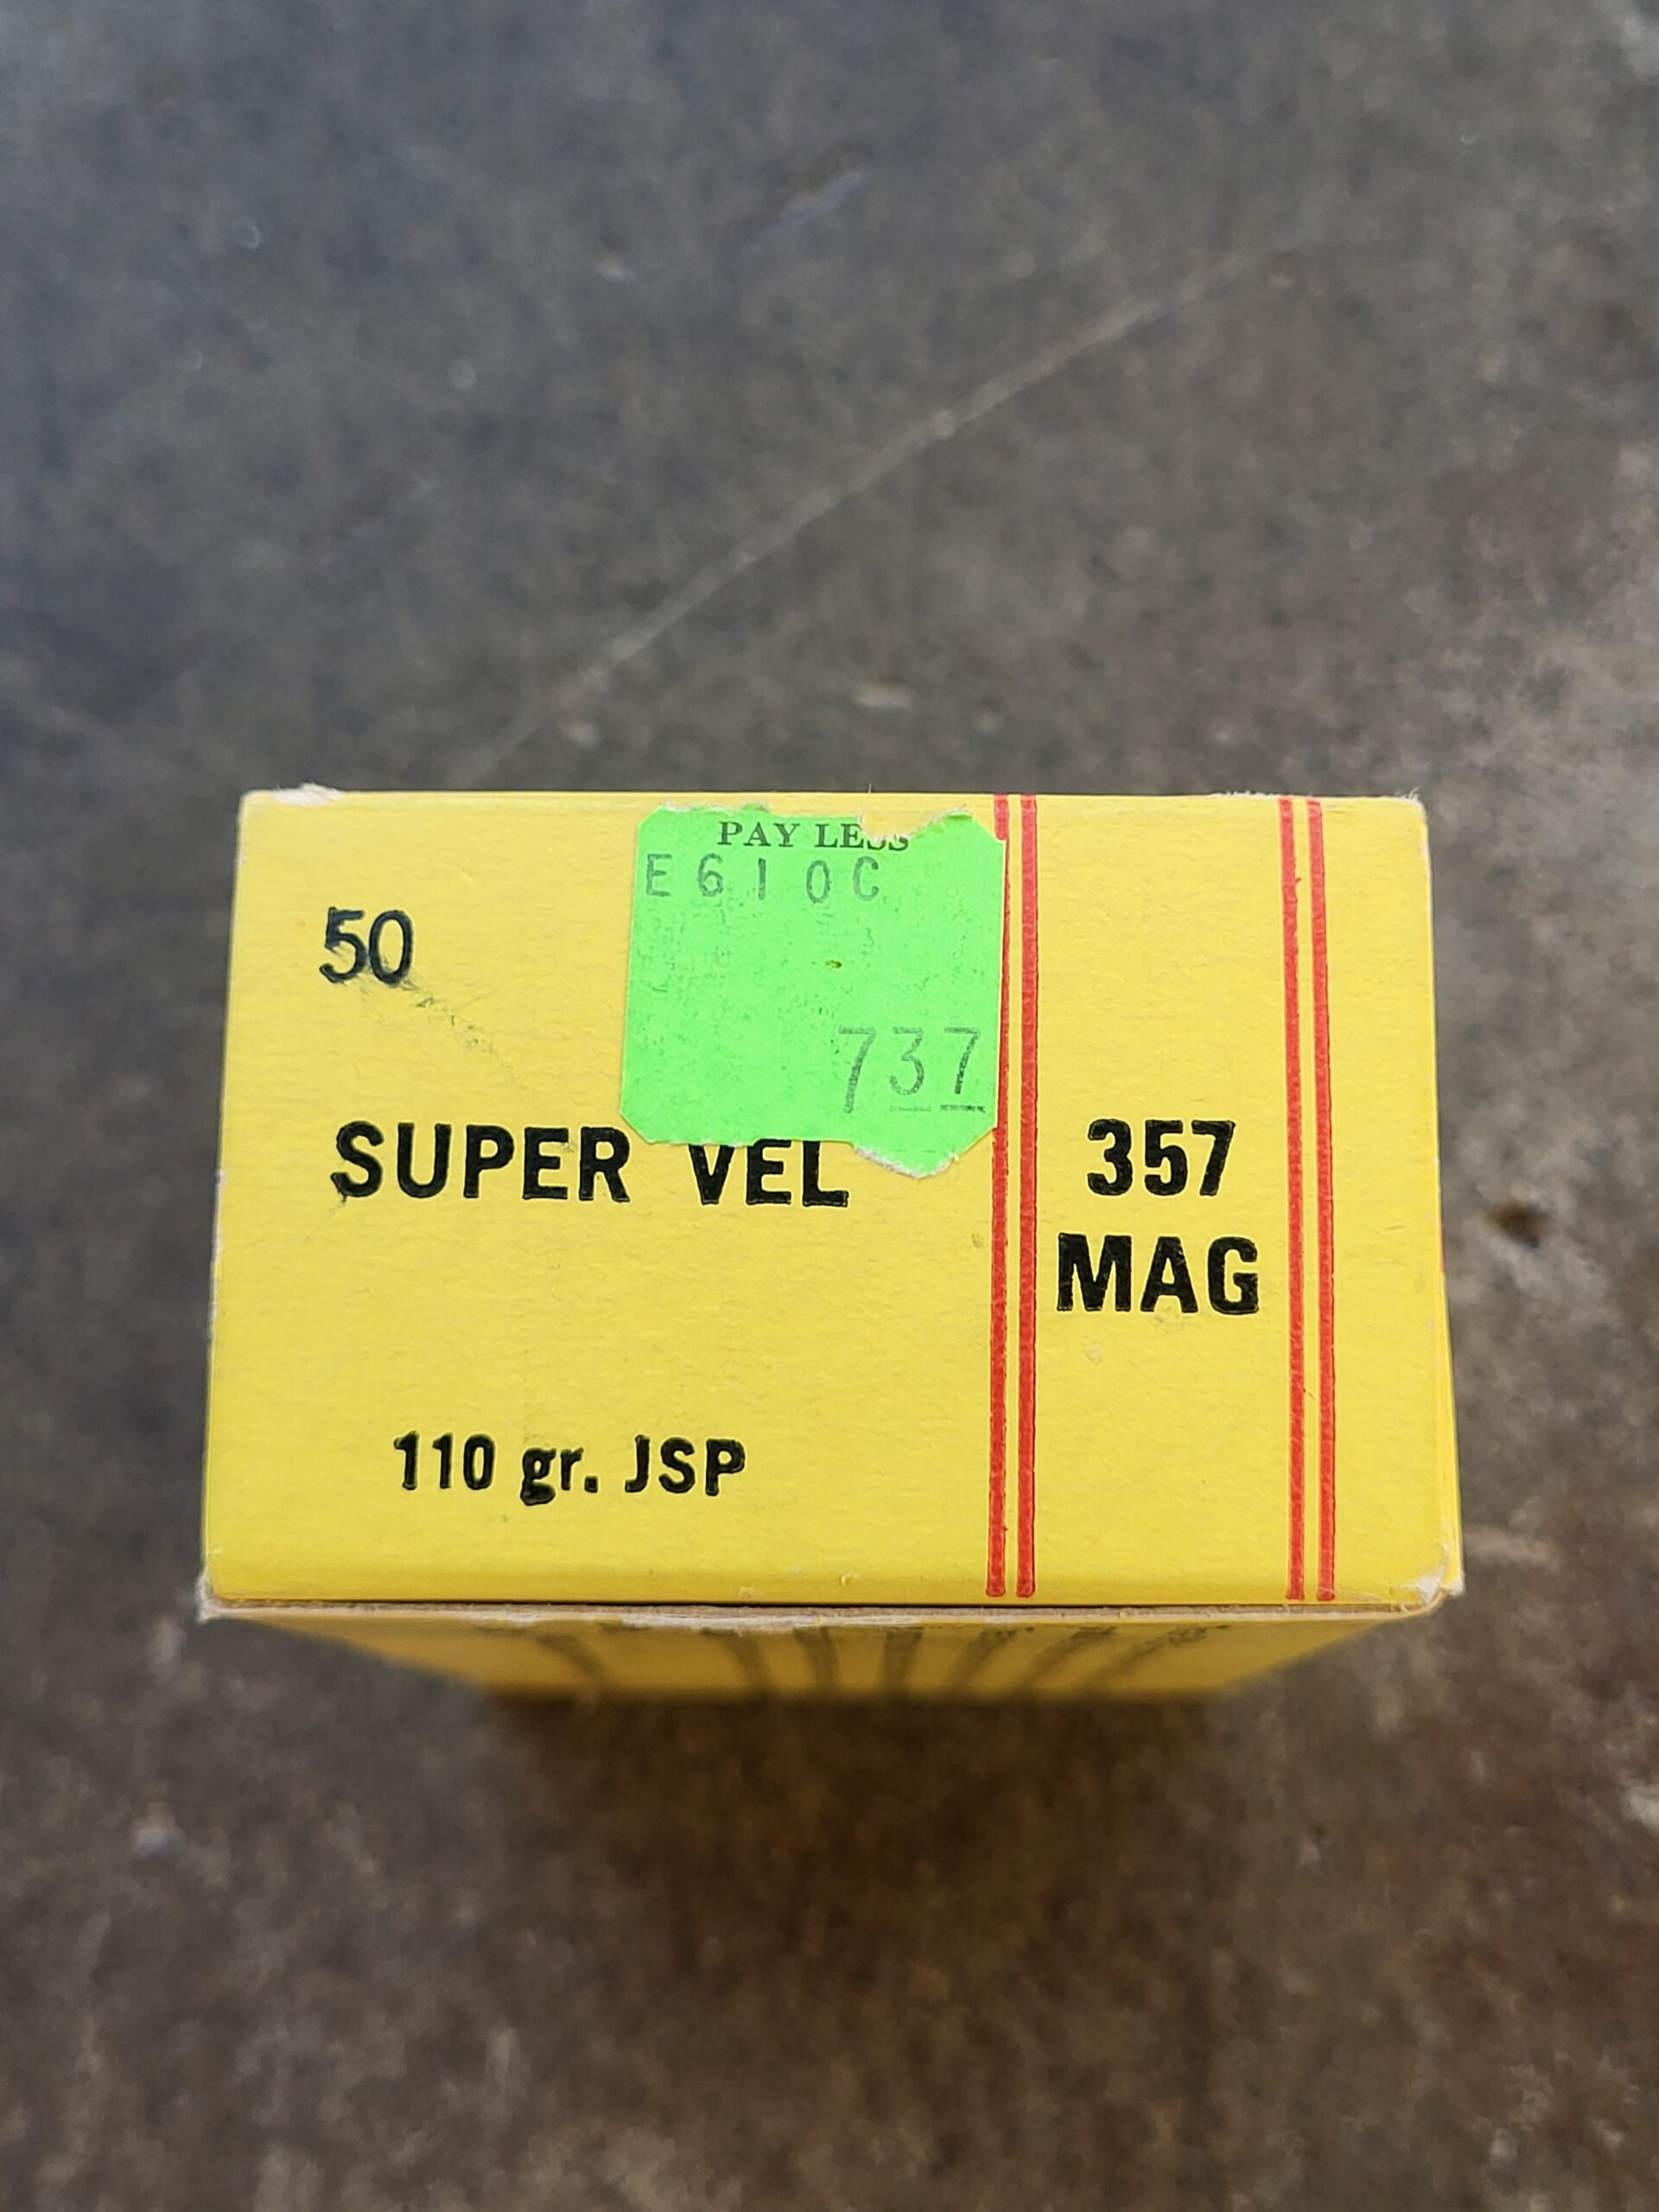 PAY LESS
E610C
737
50
SUPER VEL
357
MAG
110 gr. JSP